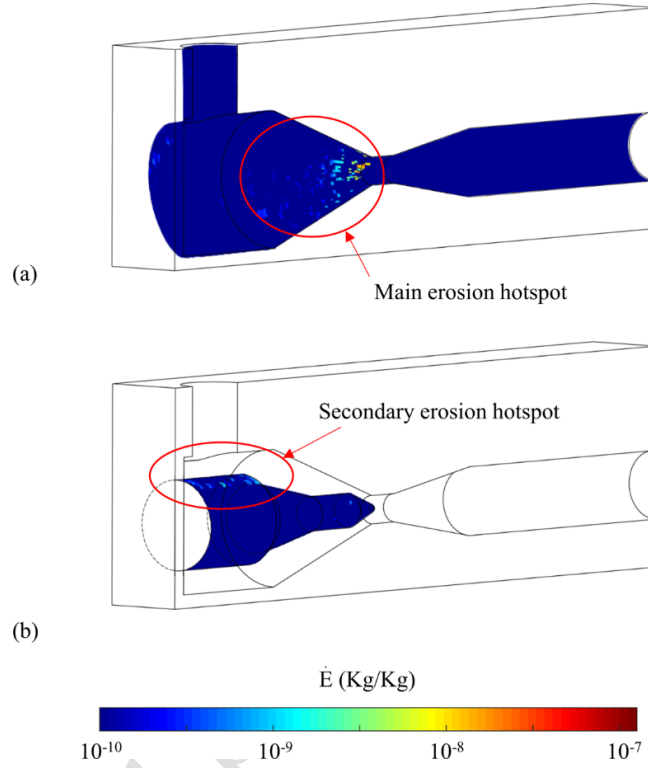 (a)
Main erosion hotspot
Secondary erosion hotspot
(b)
Ė (Kg/Kg)
10⁻¹⁰ 10⁻⁹ 10⁻⁸ 10⁻⁷